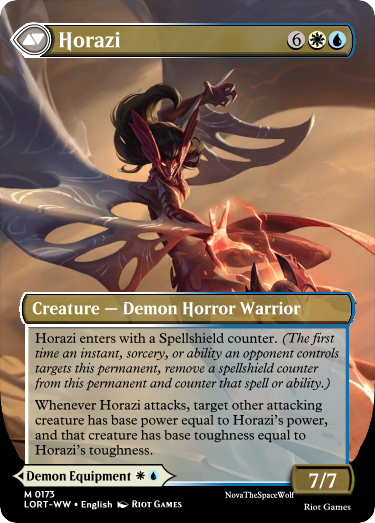 Horazi 6
Creature — Demon Horror Warrior
Horazi enters with a Spellshield counter. (The first
time an instant, sorcery, or ability an opponent controls
targets this permanent, remove a spellshield counter
from this permanent and counter that spell or ability.)
Whenever Horazi attacks, target other attacking
creature has base power equal to Horazi's power,
and that creature has base toughness equal to
Horazi's toughness.
Demon Equipment
7/7
M 0173
LORT-WW • English Riot Games
NovaTheSpaceWolf
Riot Games